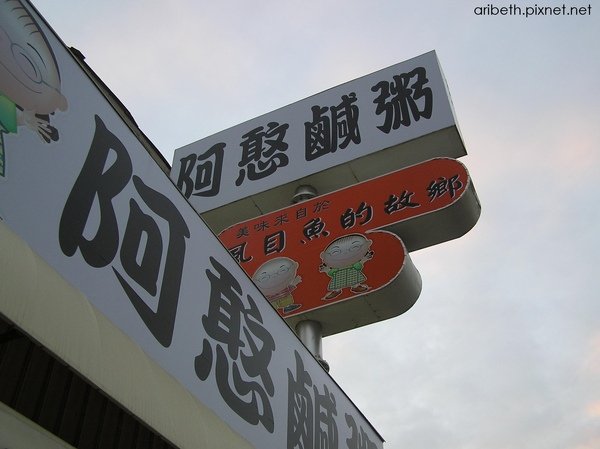 aribeth.pixnet.net
阿憨鹹粥
美味來自於
虱目魚的故鄉
阿憨鹹粥